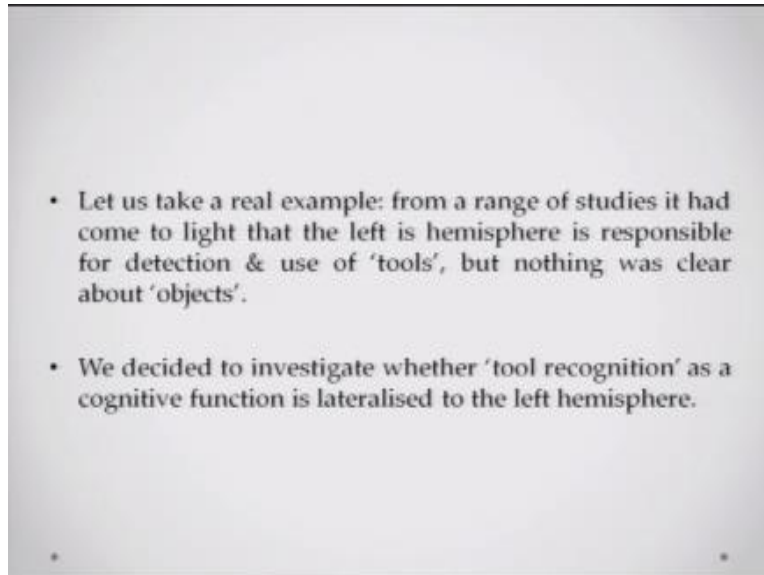 • Let us take a real example: from a range of studies it had
come to light that the left is hemisphere is responsible
for detection & use of ‘tools’, but nothing was clear
about ‘objects’.
• We decided to investigate whether ‘tool recognition’ as a
cognitive function is lateralised to the left hemisphere.